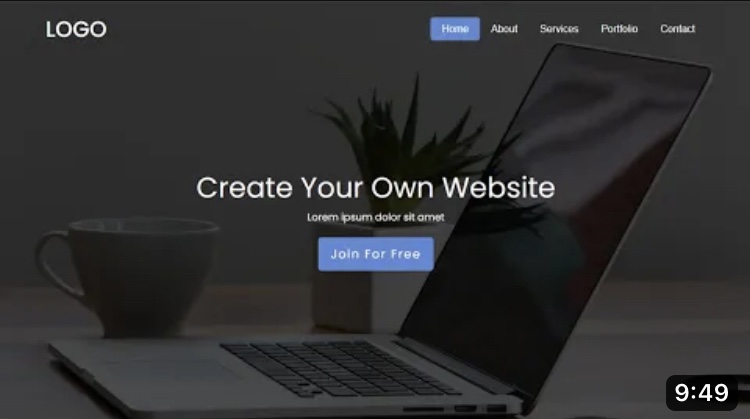 LOGO
Home About Services Portfolio Contact
Create Your Own Website
Lorem ipsum dolor sit amet
Join For Free
9:49